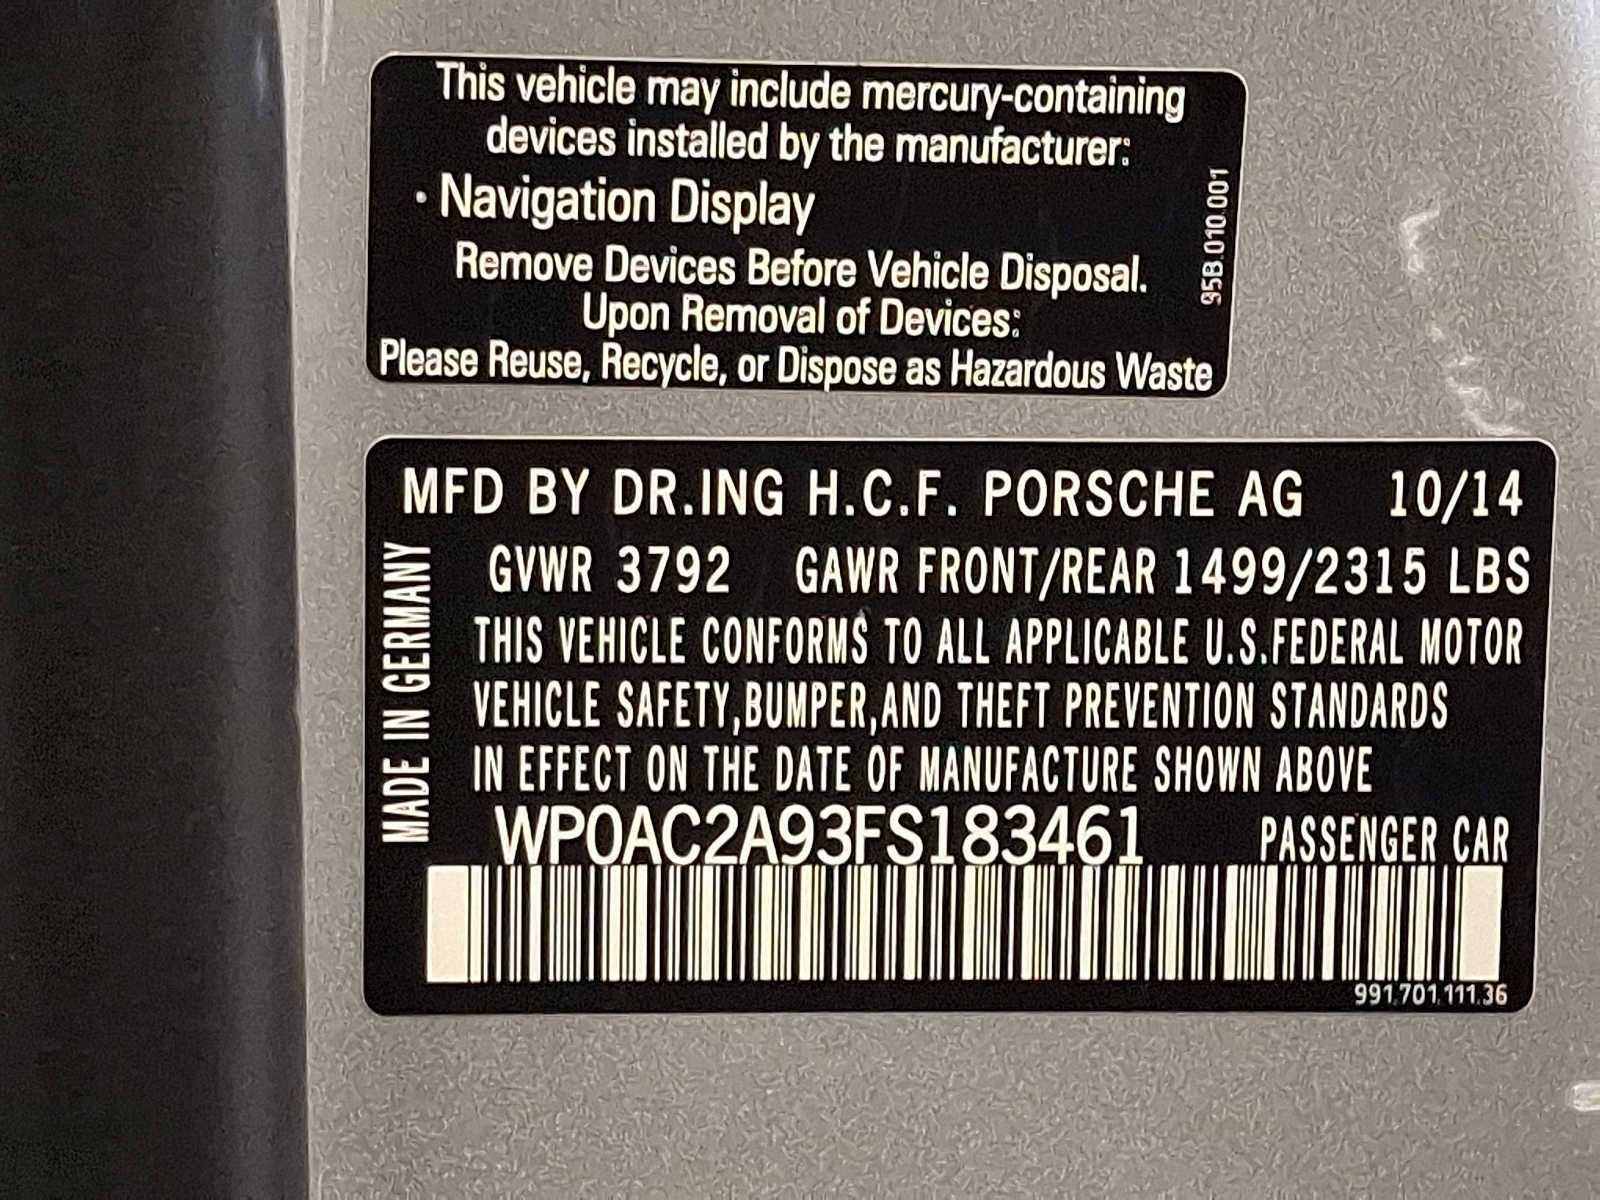 This vehicle may include mercury-containing
devices installed by the manufacturer:
· Navigation Display
Remove Devices Before Vehicle Disposal.
Upon Removal of Devices:
Please Reuse, Recycle, or Dispose as Hazardous Waste
95B.010.001
MFD BY DR.ING H.C.F. PORSCHE AG 10/14
GVWR 3792 GAWR FRONT/REAR 1499/2315 LBS
THIS VEHICLE CONFORMS TO ALL APPLICABLE U.S.FEDERAL MOTOR
VEHICLE SAFETY,BUMPER,AND THEFT PREVENTION STANDARDS
IN EFFECT ON THE DATE OF MANUFACTURE SHOWN ABOVE
MADE IN GERMANY
WP0AC2A93FS183461 PASSENGER CAR
991.701.111.36